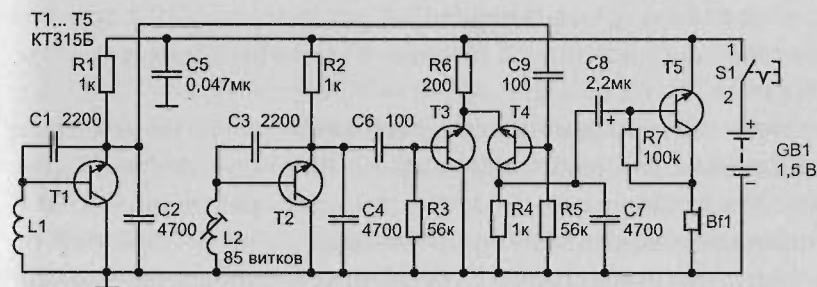 T1... T5
КТ315Б
R1
1к
C5
0,047мк
R2
1к
R6
200
C9
100
C8
2,2мк
+
T5
1
S1
2
C1 2200
C3 2200
C6 100
T3
T4
R7
100к
+
GB1
1,5 В
−
T1
T2
L1
C2
4700
L2
85 витков
C4
4700
R3
56к
R4
1к
R5
56к
C7
4700
Bf1